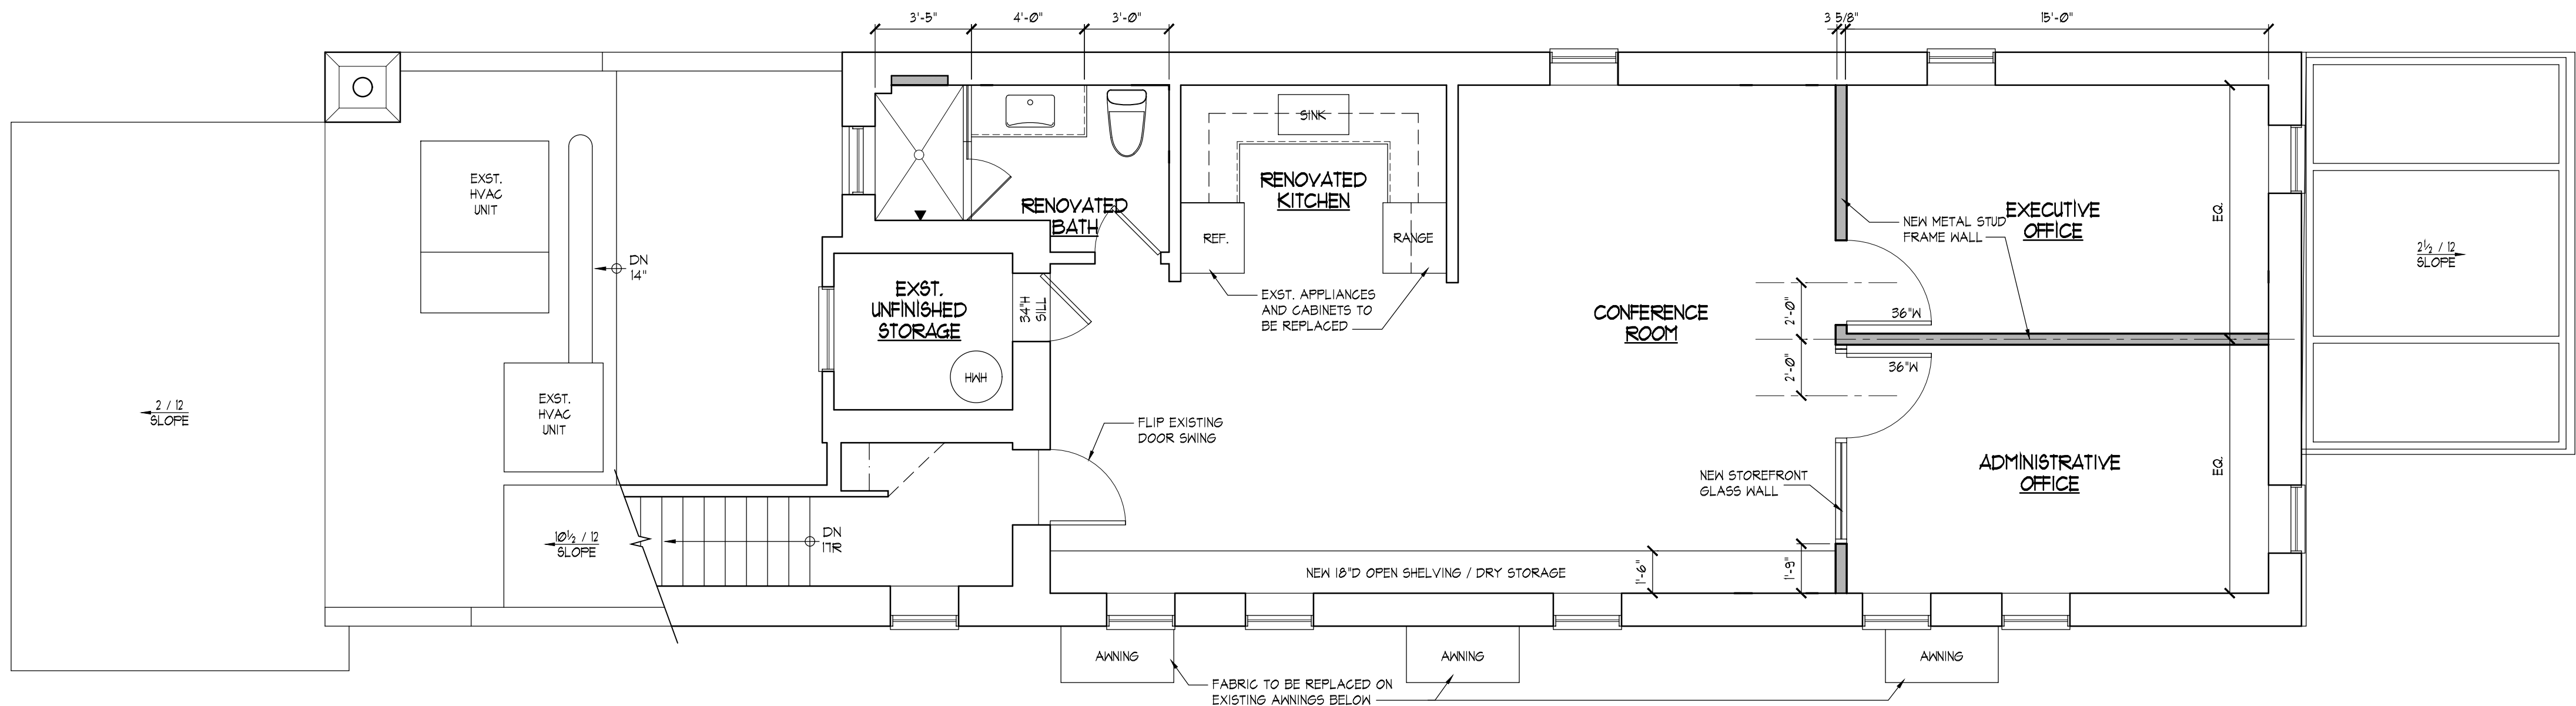 3'-5"
4'-0"
3'-0"
3 5/8"
15'-0"
EXST.
HVAC
UNIT
SINK
RENOVATED
KITCHEN
RENOVATED
BATH
REF.
RANGE
NEW METAL STUD
FRAME WALL
EXECUTIVE
OFFICE
EQ.
2½ / 12
SLOPE
DN
14"
EXST.
UNFINISHED
STORAGE
34"H
SILL
EXST. APPLIANCES
AND CABINETS TO
BE REPLACED
CONFERENCE
ROOM
2'-0"
36"W
2'-0"
36"W
HWH
2 / 12
SLOPE
EXST.
HVAC
UNIT
FLIP EXISTING
DOOR SWING
NEW STOREFRONT
GLASS WALL
ADMINISTRATIVE
OFFICE
EQ.
10½ / 12
SLOPE
DN
17R
NEW 18"D OPEN SHELVING / DRY STORAGE
1'-6"
1'-9"
AWNING
AWNING
AWNING
FABRIC TO BE REPLACED ON
EXISTING AWNINGS BELOW